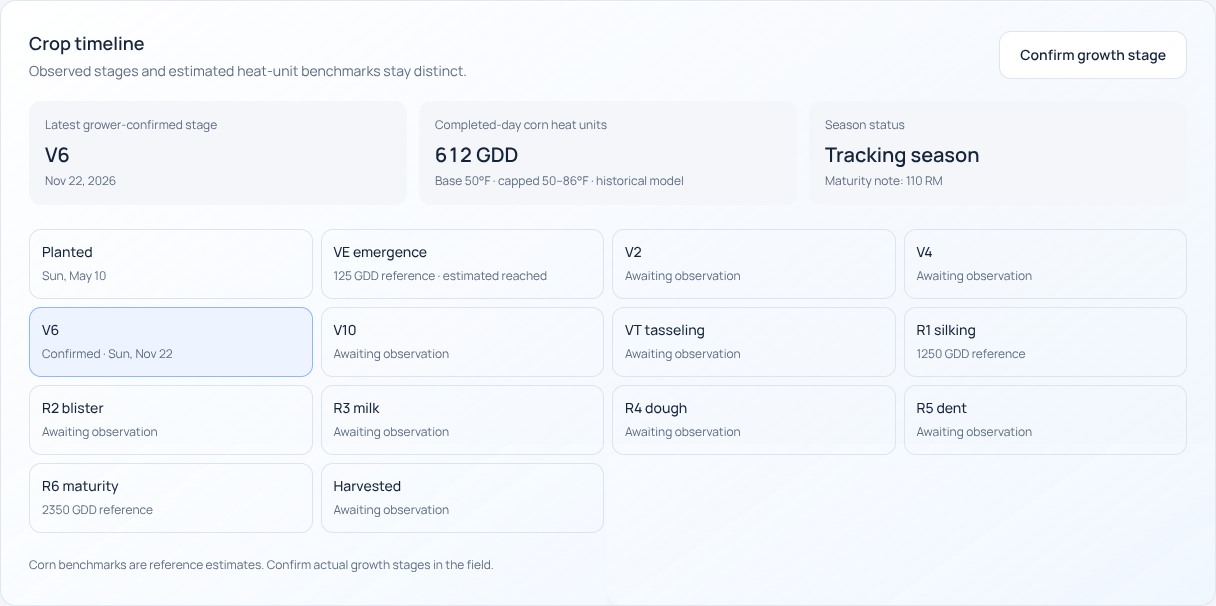 Crop timeline
Observed stages and estimated heat-unit benchmarks stay distinct.
Confirm growth stage
Latest grower-confirmed stage
V6
Nov 22, 2026
Completed-day corn heat units
612 GDD
Base 50°F · capped 50–86°F · historical model
Season status
Tracking season
Maturity note: 110 RM
Planted
Sun, May 10
VE emergence
125 GDD reference · estimated reached
V2
Awaiting observation
V4
Awaiting observation
V6
Confirmed · Sun, Nov 22
V10
Awaiting observation
VT tasseling
Awaiting observation
R1 silking
1250 GDD reference
R2 blister
Awaiting observation
R3 milk
Awaiting observation
R4 dough
Awaiting observation
R5 dent
Awaiting observation
R6 maturity
2350 GDD reference
Harvested
Awaiting observation
Corn benchmarks are reference estimates. Confirm actual growth stages in the field.